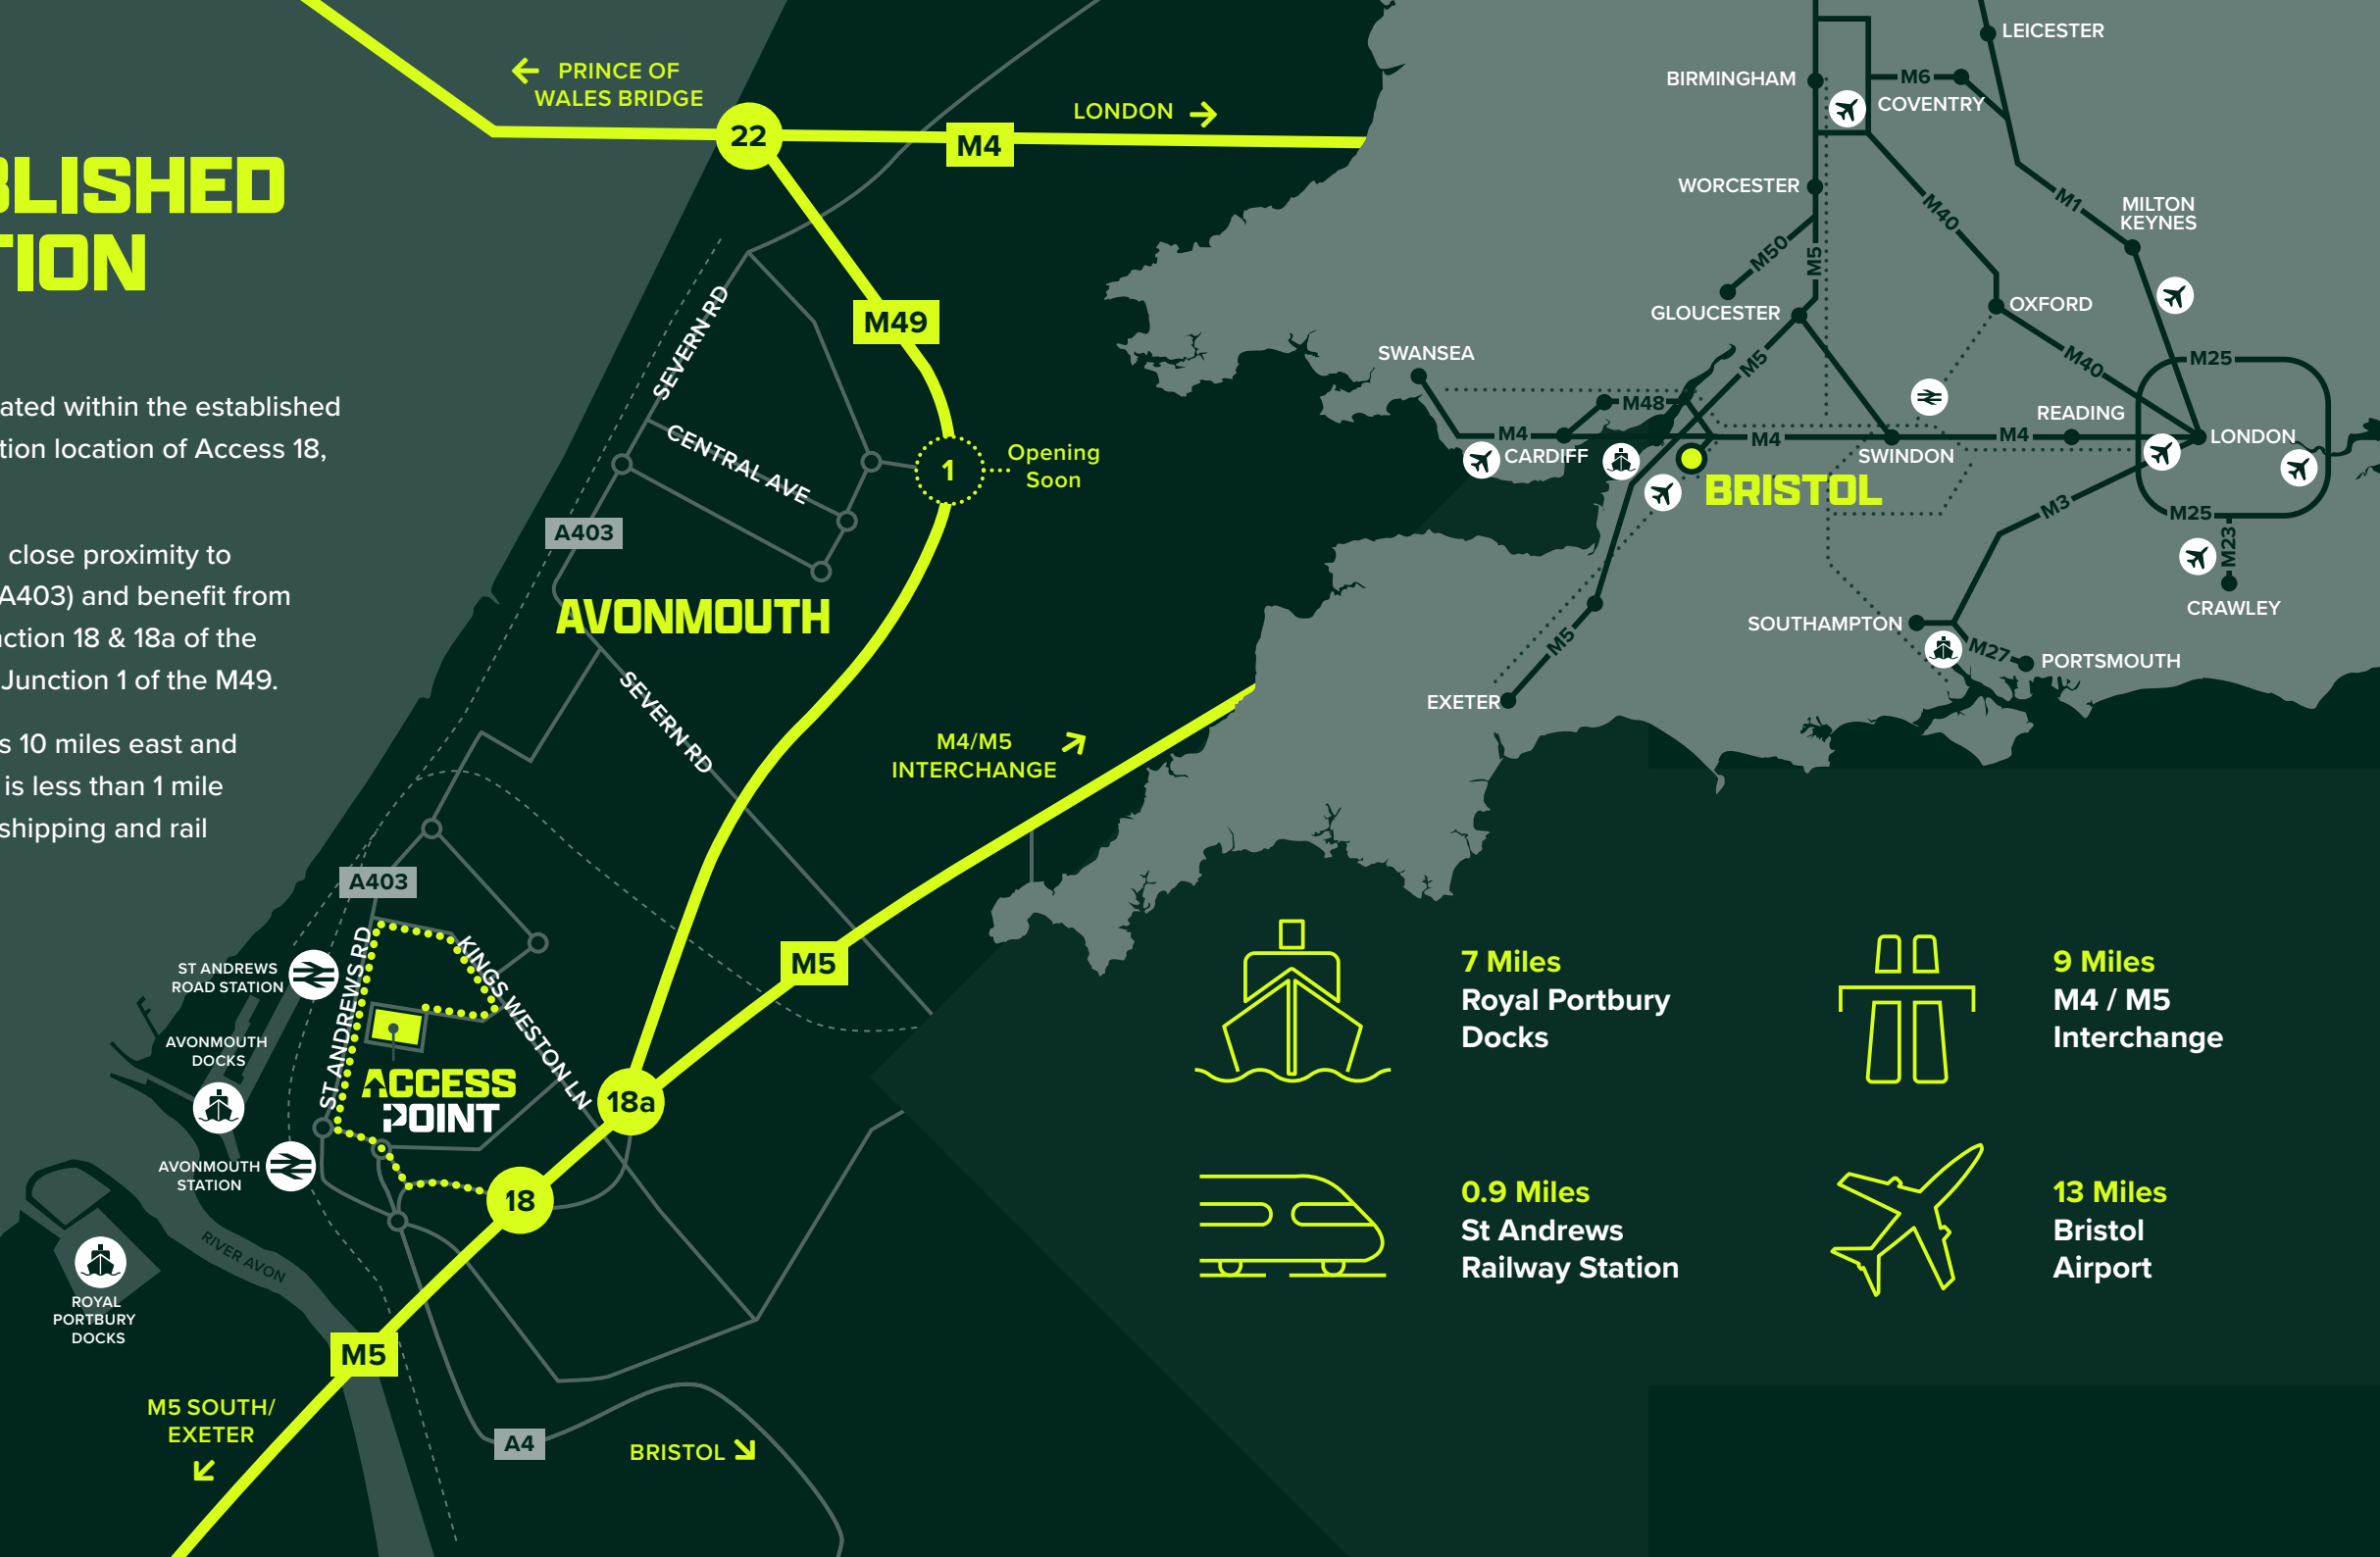 BLISHED
TION
ated within the established
tion location of Access 18,
close proximity to
A403) and benefit from
ction 18 & 18a of the
Junction 1 of the M49.
s 10 miles east and
is less than 1 mile
shipping and rail
PRINCE OF
WALES BRIDGE
22
LONDON
M4
M49
SEVERN RD
CENTRAL AVE
1
Opening
Soon
A403
AVONMOUTH
SEVERN RD
M4/M5
INTERCHANGE
A403
ST ANDREWS
ROAD STATION
ST ANDREWS RD
KINGS WESTON LN
M5
AVONMOUTH
DOCKS
ACCESS
POINT
18a
AVONMOUTH
STATION
18
RIVER AVON
ROYAL
PORTBURY
DOCKS
M5
M5 SOUTH/
EXETER
A4
BRISTOL
LEICESTER
BIRMINGHAM
M6
COVENTRY
WORCESTER
M40
M1
MILTON
KEYNES
M50
M5
GLOUCESTER
OXFORD
SWANSEA
M5
M40
M25
M48
READING
M4
M4
M4
LONDON
CARDIFF
SWINDON
BRISTOL
M3
M25
M23
CRAWLEY
SOUTHAMPTON
M5
M27
PORTSMOUTH
EXETER
7 Miles
Royal Portbury
Docks
9 Miles
M4 / M5
Interchange
0.9 Miles
St Andrews
Railway Station
13 Miles
Bristol
Airport